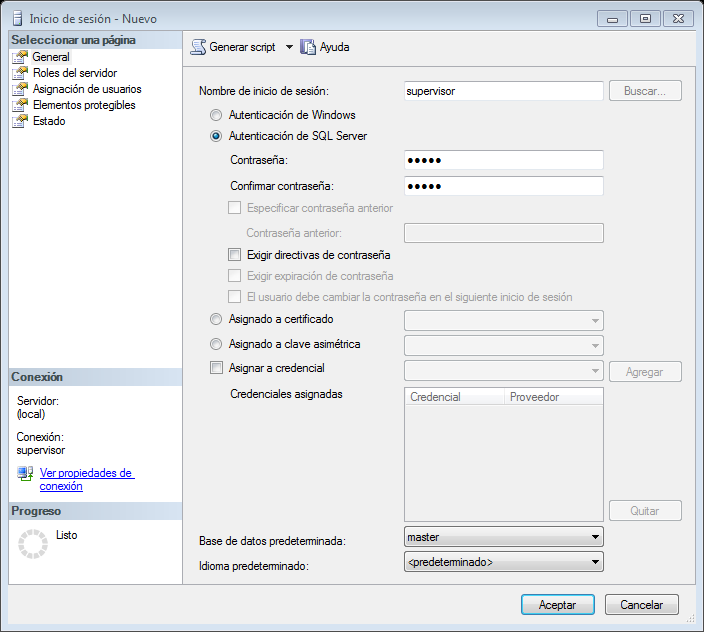 Inicio de sesión - Nuevo
Seleccionar una página
General
Roles del servidor
Asignación de usuarios
Elementos protegibles
Estado
Generar script
Ayuda
Nombre de inicio de sesión:
supervisor
Buscar...
Autenticación de Windows
Autenticación de SQL Server
Contraseña:
●●●●●
Confirmar contraseña:
●●●●●
Especificar contraseña anterior
Contraseña anterior:
Exigir directivas de contraseña
Exigir expiración de contraseña
El usuario debe cambiar la contraseña en el siguiente inicio de sesión
Asignado a certificado
Asignado a clave asimétrica
Asignar a credencial
Agregar
Credenciales asignadas
Credencial
Proveedor
Quitar
Base de datos predeterminada:
master
Idioma predeterminado:
<predeterminado>
Conexión
Servidor:
(local)
Conexión:
supervisor
Ver propiedades de
conexión
Progreso
Listo
Aceptar
Cancelar